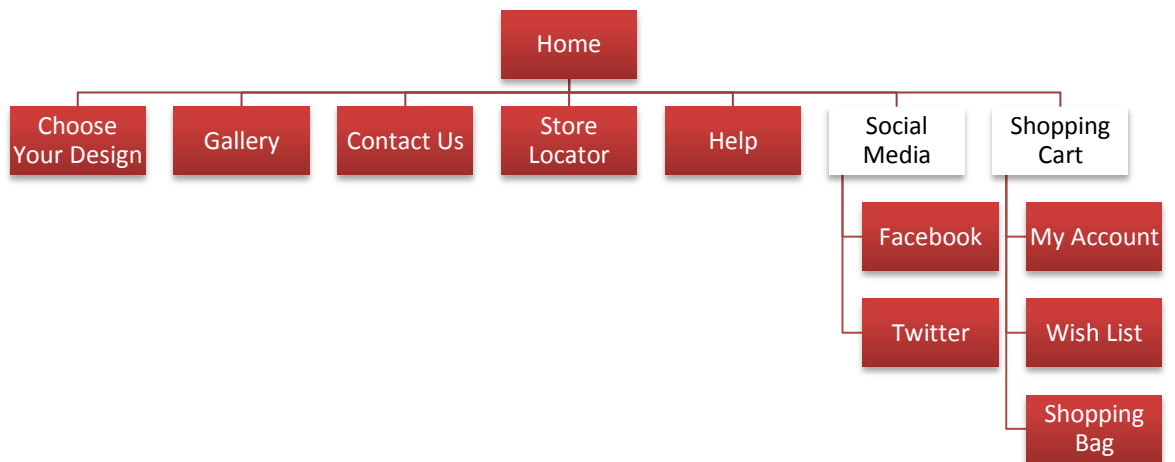 Home
Choose
Your Design
Gallery
Contact Us
Store
Locator
Help
Social
Media
Shopping
Cart
Facebook
My Account
Twitter
Wish List
Shopping
Bag